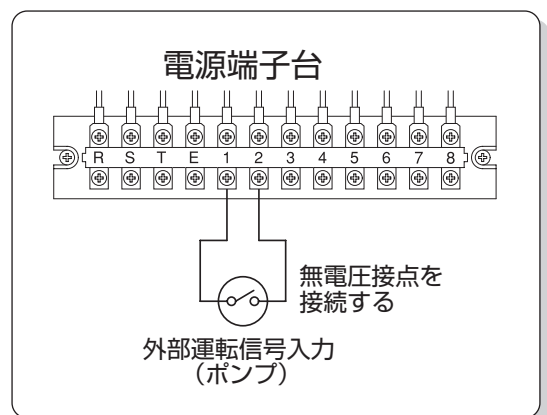 電源端子台
R S T E 1 2 3 4 5 6 7 8
無電圧接点を
接続する
外部運転信号入力
（ポンプ）